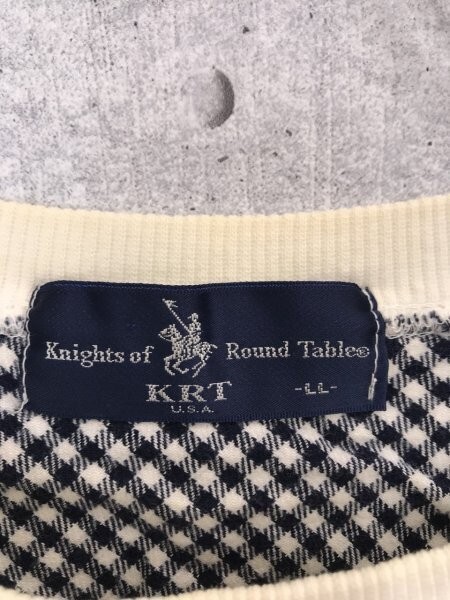 Knights of Round Table®
KRT -LL-
U.S.A.